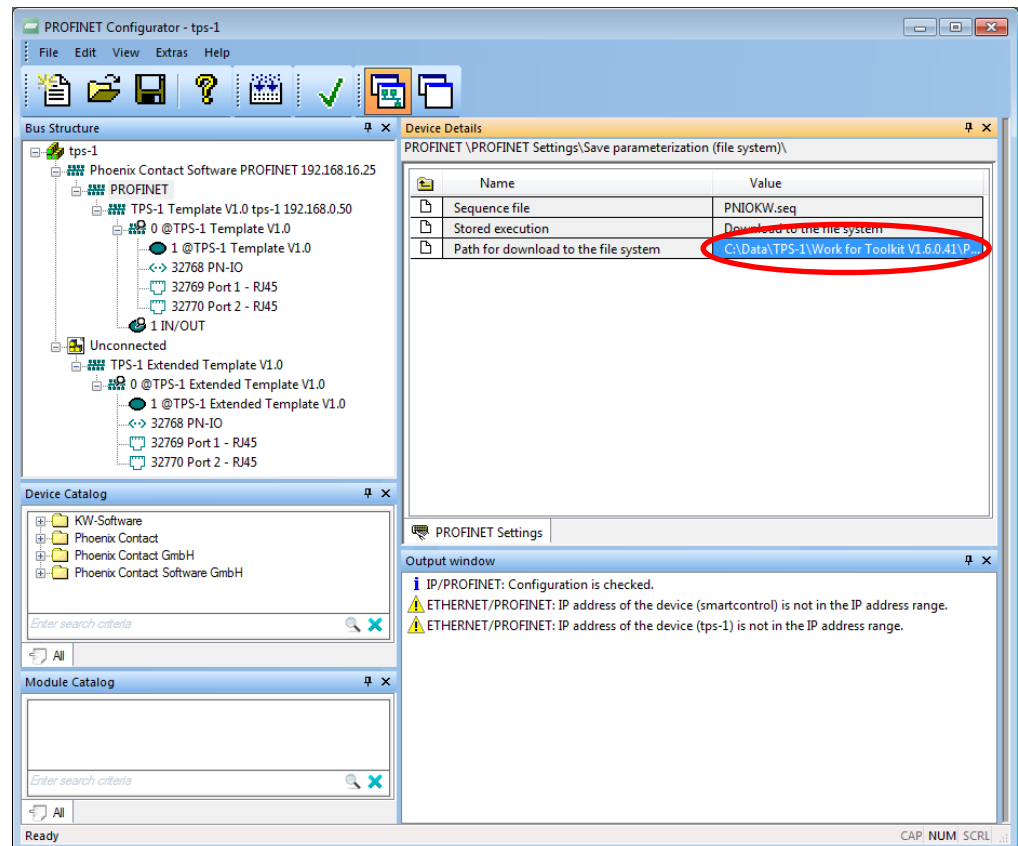 PROFINET Configurator - tps-1
File Edit View Extras Help
Bus Structure
tps-1
Phoenix Contact Software PROFINET 192.168.16.25
PROFINET
TPS-1 Template V1.0 tps-1 192.168.0.50
0 @TPS-1 Template V1.0
1 @TPS-1 Template V1.0
32768 PN-IO
32769 Port 1 - RJ45
32770 Port 2 - RJ45
1 IN/OUT
Unconnected
TPS-1 Extended Template V1.0
0 @TPS-1 Extended Template V1.0
1 @TPS-1 Extended Template V1.0
32768 PN-IO
32769 Port 1 - RJ45
32770 Port 2 - RJ45
Device Catalog
KW-Software
Phoenix Contact
Phoenix Contact GmbH
Phoenix Contact Software GmbH
Enter search criteria
All
Module Catalog
Enter search criteria
All
Device Details
PROFINET \PROFINET Settings\Save parameterization (file system)\
Name Value
Sequence file PNIOKW.seq
Stored execution Download to the file system
Path for download to the file system C:\Data\TPS-1\Work for Toolkit V1.6.0.41\P...
PROFINET Settings
Output window
IP/PROFINET: Configuration is checked.
ETHERNET/PROFINET: IP address of the device (smartcontrol) is not in the IP address range.
ETHERNET/PROFINET: IP address of the device (tps-1) is not in the IP address range.
Ready CAP NUM SCRL